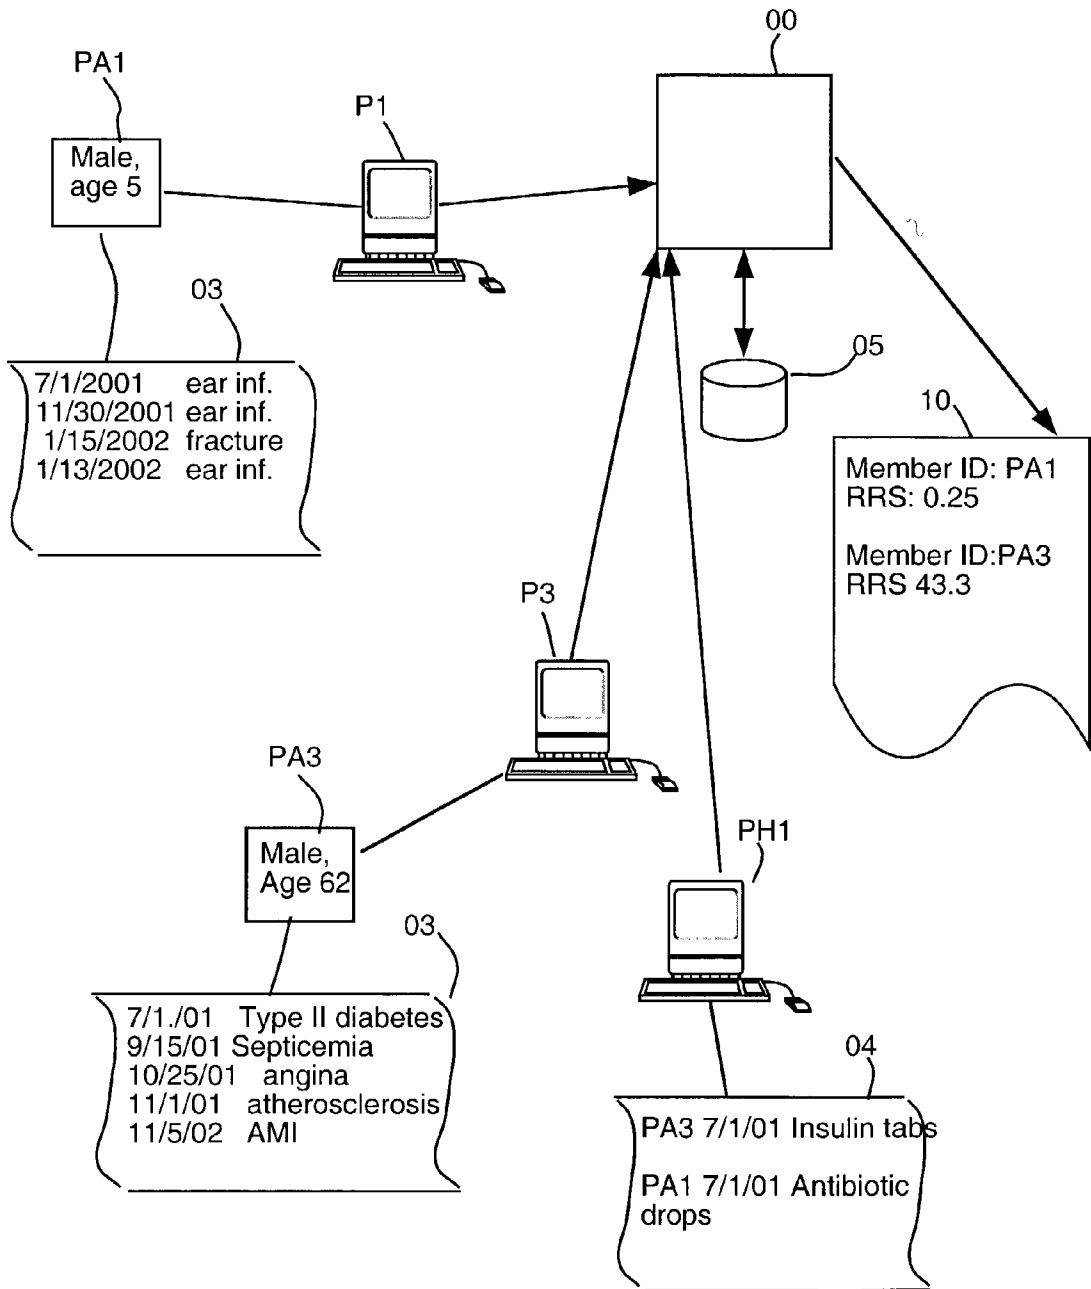 00
PA1
P1
Male,
age 5
03
7/1/2001 ear inf.
11/30/2001 ear inf.
1/15/2002 fracture
1/13/2002 ear inf.
05
10
Member ID: PA1
RRS: 0.25
Member ID:PA3
RRS 43.3
P3
PA3
Male,
Age 62
PH1
03
7/1./01 Type II diabetes
9/15/01 Septicemia
10/25/01 angina
11/1/01 atherosclerosis
11/5/02 AMI
04
PA3 7/1/01 Insulin tabs
PA1 7/1/01 Antibiotic
drops